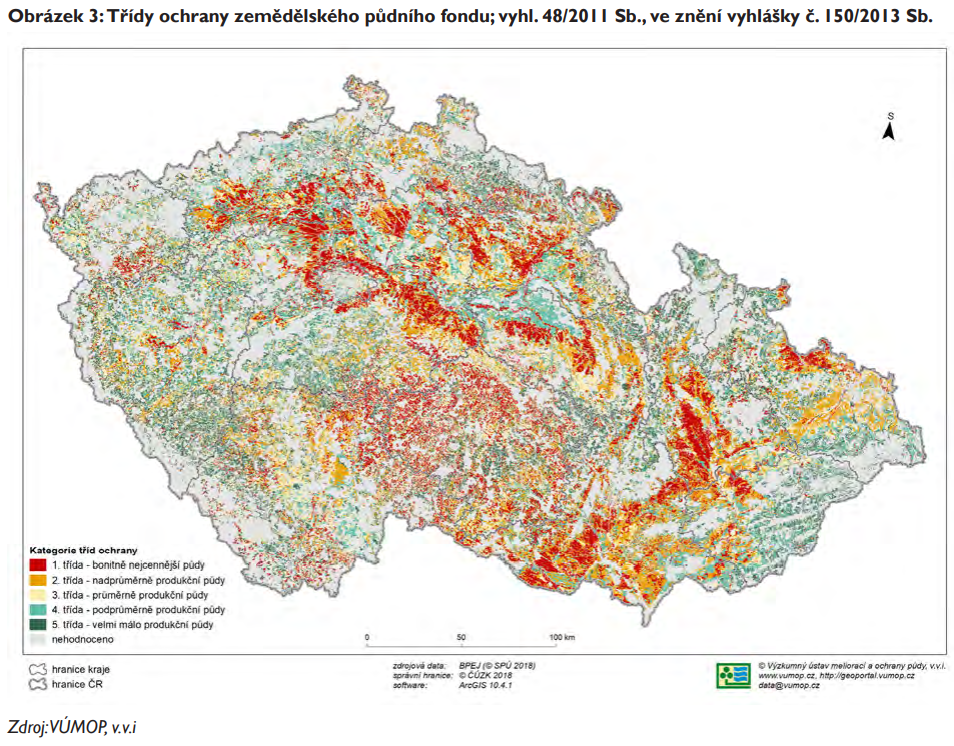 Obrázek 3: Třídy ochrany zemědělského půdního fondu; vyhl. 48/2011 Sb., ve znění vyhlášky č. 150/2013 Sb.
S
Kategorie tříd ochrany
1. třída - bonitně nejcennější půdy
2. třída - nadprůměrně produkční půdy
3. třída - průměrně produkční půdy
4. třída - podprůměrně produkční půdy
5. třída - velmi málo produkční půdy
nehodnoceno
0 50 100 km
hranice kraje
hranice ČR
zdrojová data: BPEJ (© SPÚ 2018)
správní hranice: © ČÚZK 2018
software: ArcGIS 10.4.1
© Výzkumný ústav meliorací a ochrany půdy, v.v.i.
www.vumop.cz, http://geoportal.vumop.cz
data@vumop.cz
Zdroj:VÚMOP, v.v.i